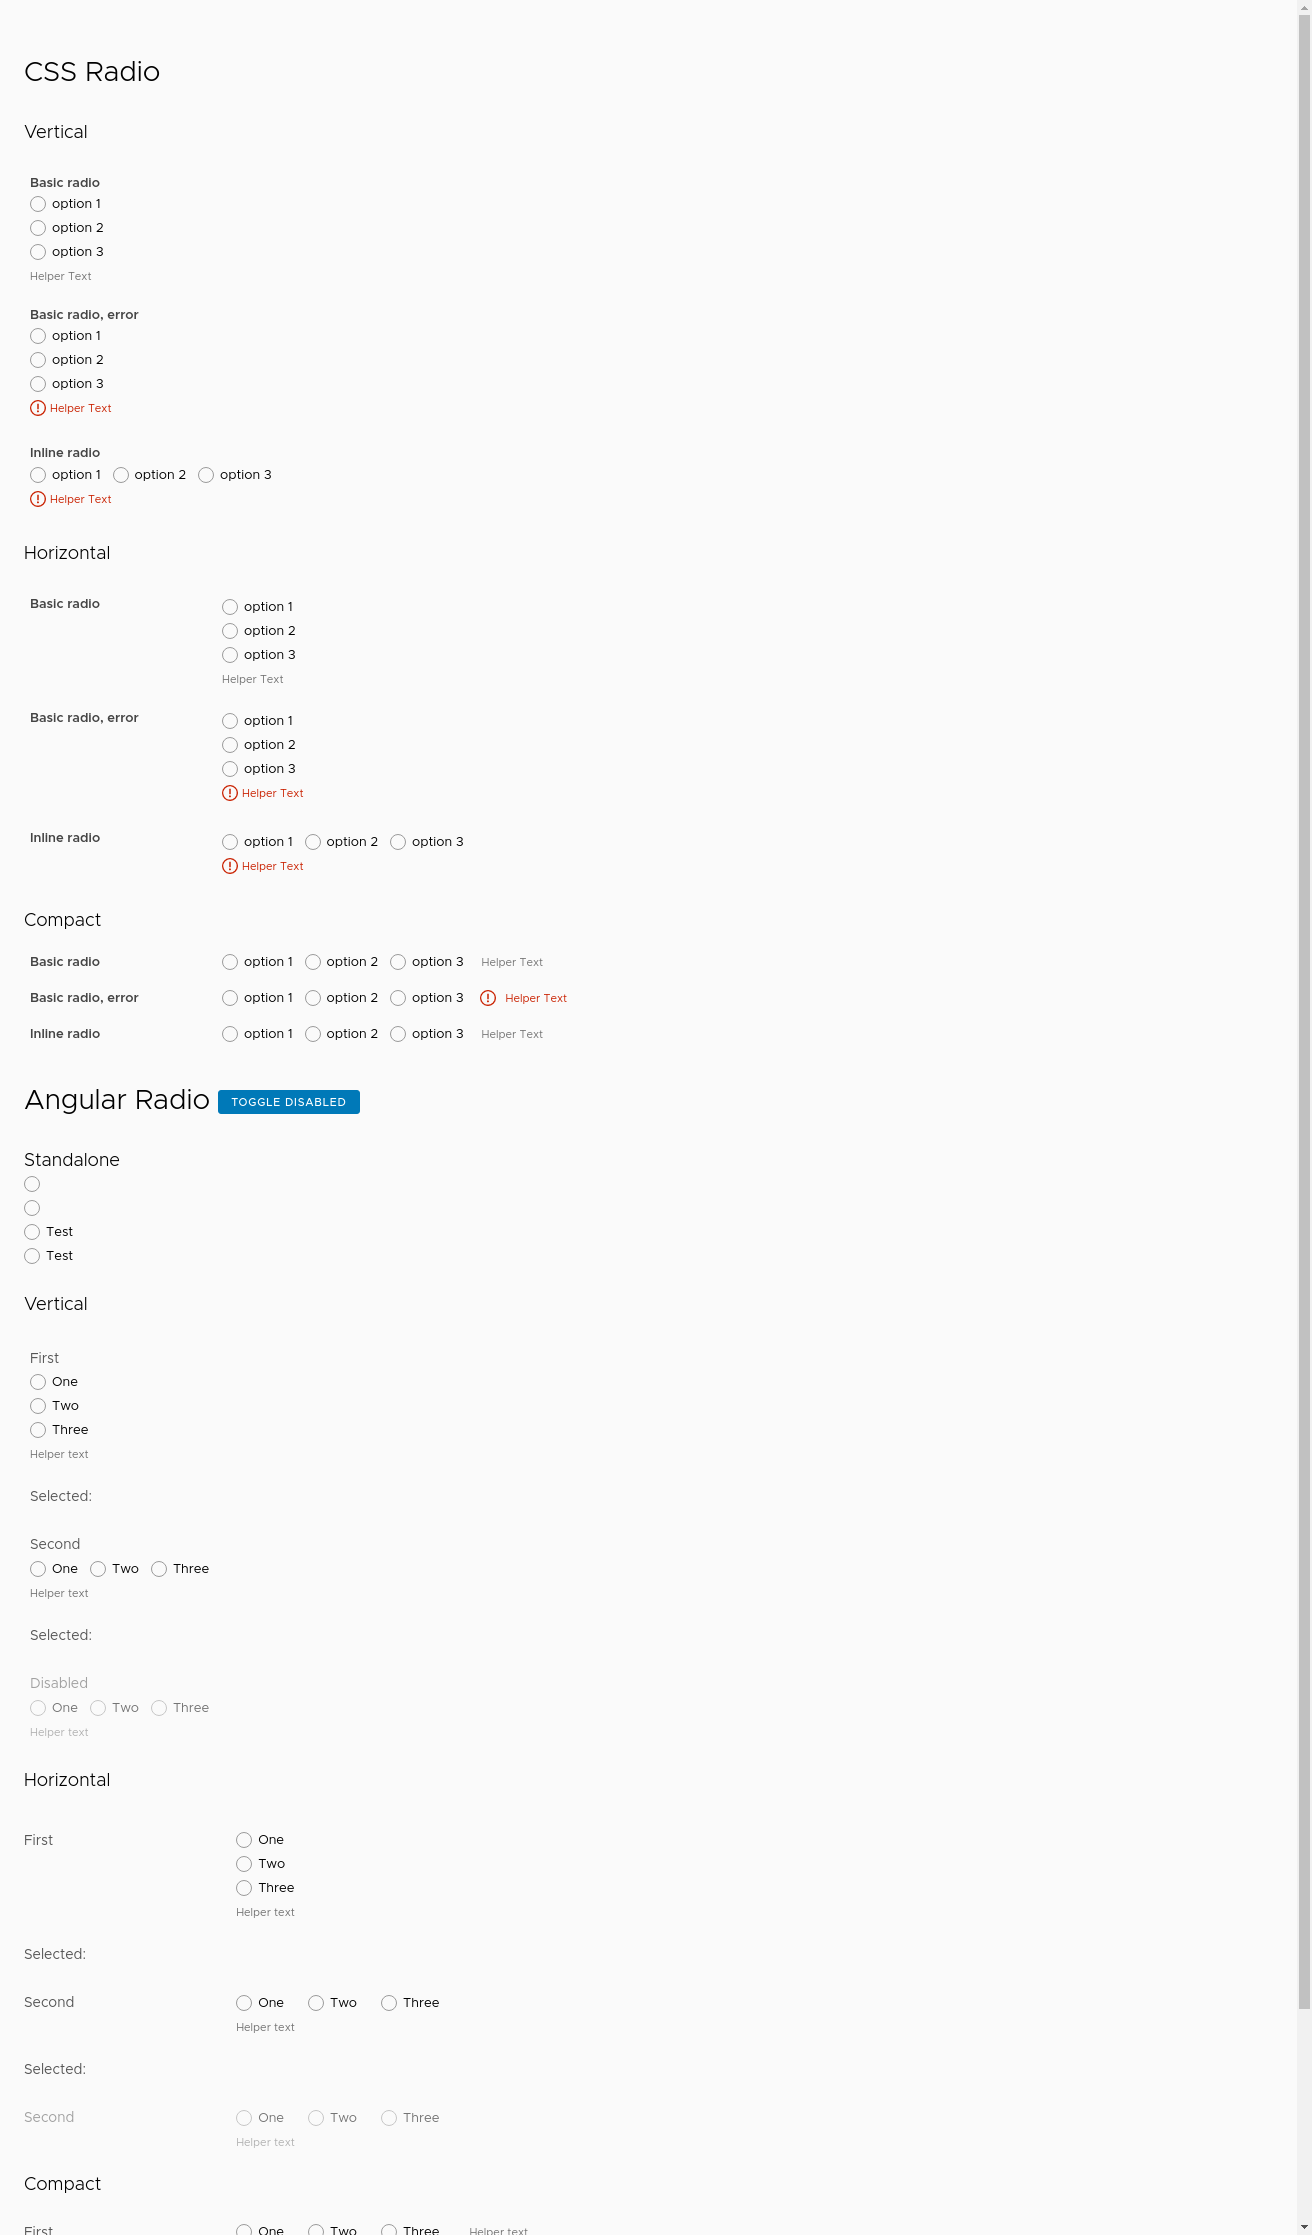 CSS Radio
Vertical
Basic radio
option 1
option 2
option 3
Helper Text
Basic radio, error
option 1
option 2
option 3
Helper Text
Inline radio
option 1 option 2 option 3
Helper Text
Horizontal
Basic radio option 1
option 2
option 3
Helper Text
Basic radio, error option 1
option 2
option 3
Helper Text
Inline radio option 1 option 2 option 3
Helper Text
Compact
Basic radio option 1 option 2 option 3 Helper Text
Basic radio, error option 1 option 2 option 3 Helper Text
Inline radio option 1 option 2 option 3 Helper Text
Angular Radio TOGGLE DISABLED
Standalone
Test
Test
Vertical
First
One
Two
Three
Helper text
Selected:
Second
One Two Three
Helper text
Selected:
Disabled
One Two Three
Helper text
Horizontal
First One
Two
Three
Helper text
Selected:
Second One Two Three
Helper text
Selected:
Second One Two Three
Helper text
Compact
First One Two Three Helper text